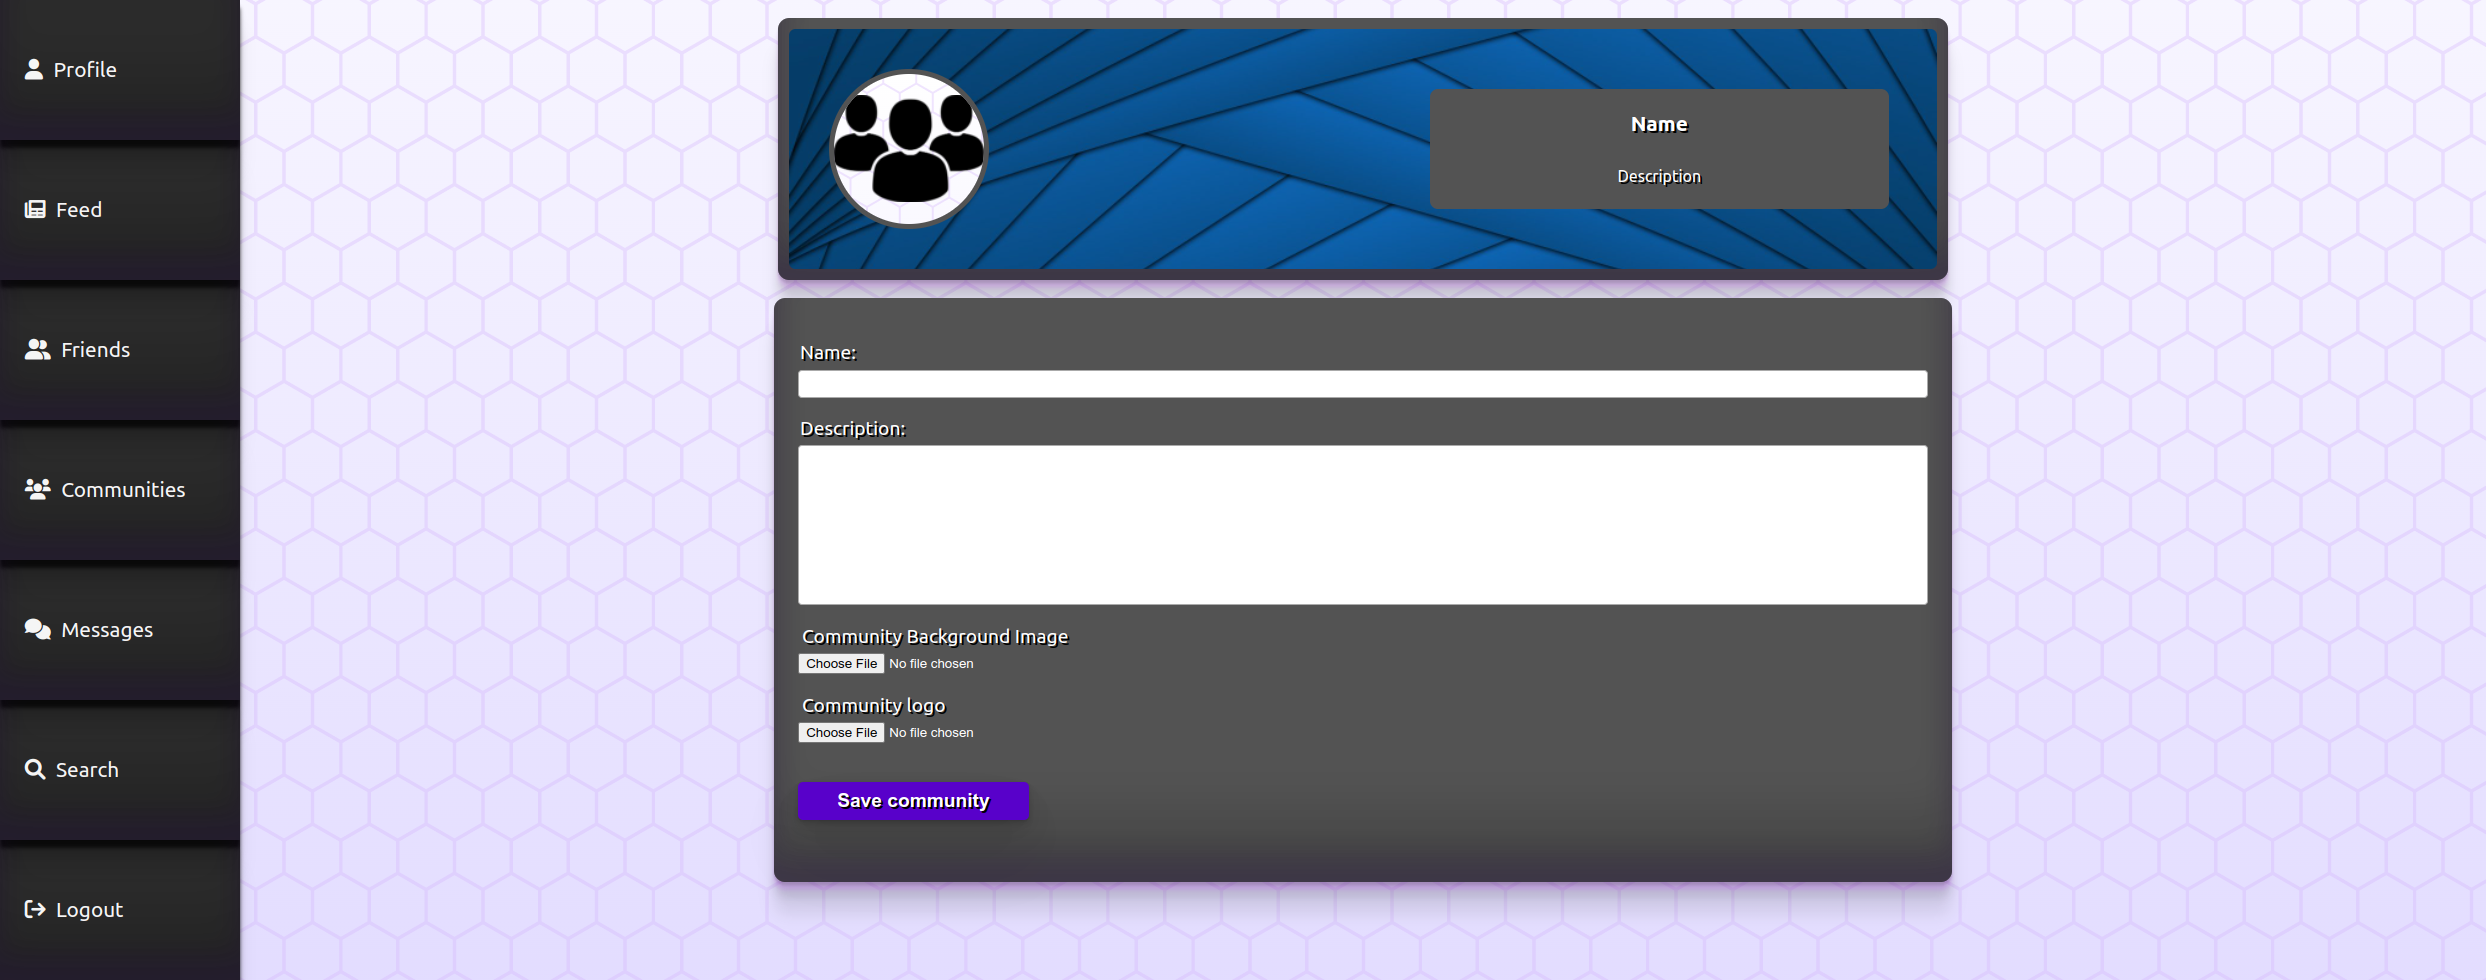 Profile
Feed
Friends
Communities
Messages
Search
Logout
Name
Description
Name:
Description:
Community Background Image
Choose File No file chosen
Community logo
Choose File No file chosen
Save community